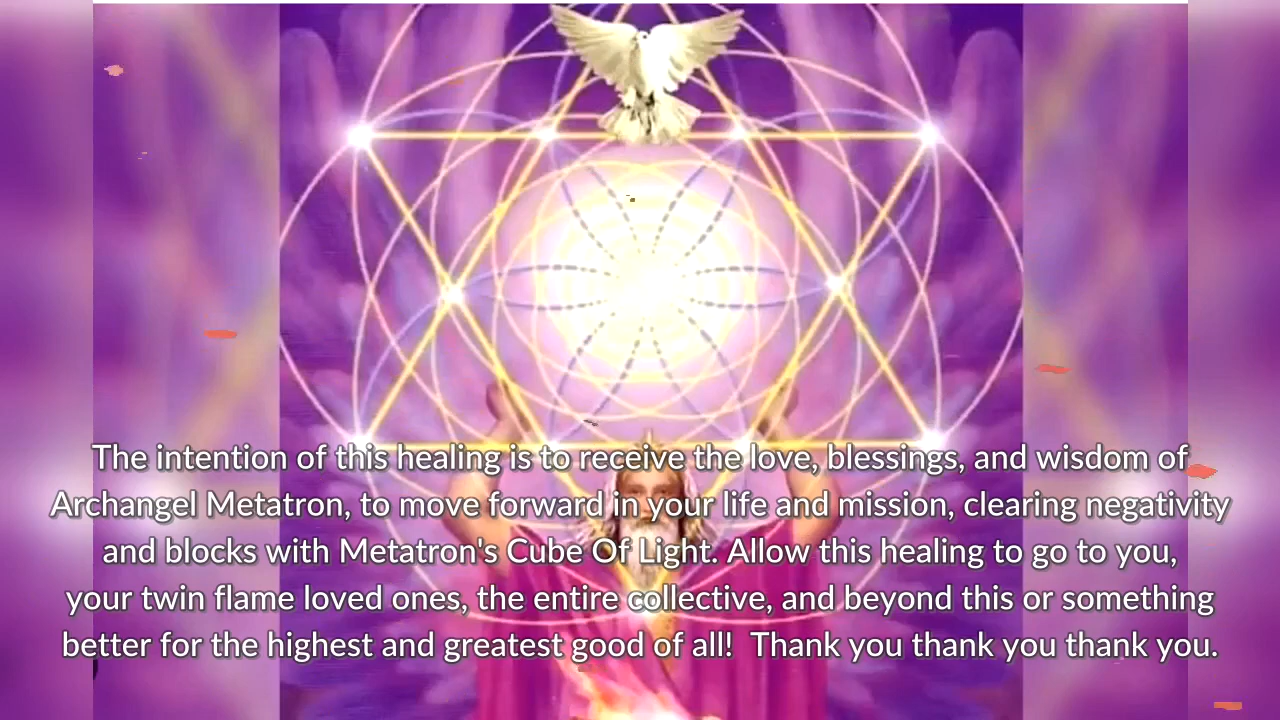 The intention of this healing is to receive the love, blessings, and wisdom of
Archangel Metatron, to move forward in your life and mission, clearing negativity
and blocks with Metatron's Cube Of Light. Allow this healing to go to you,
your twin flame loved ones, the entire collective, and beyond this or something
better for the highest and greatest good of all!  Thank you thank you thank you.